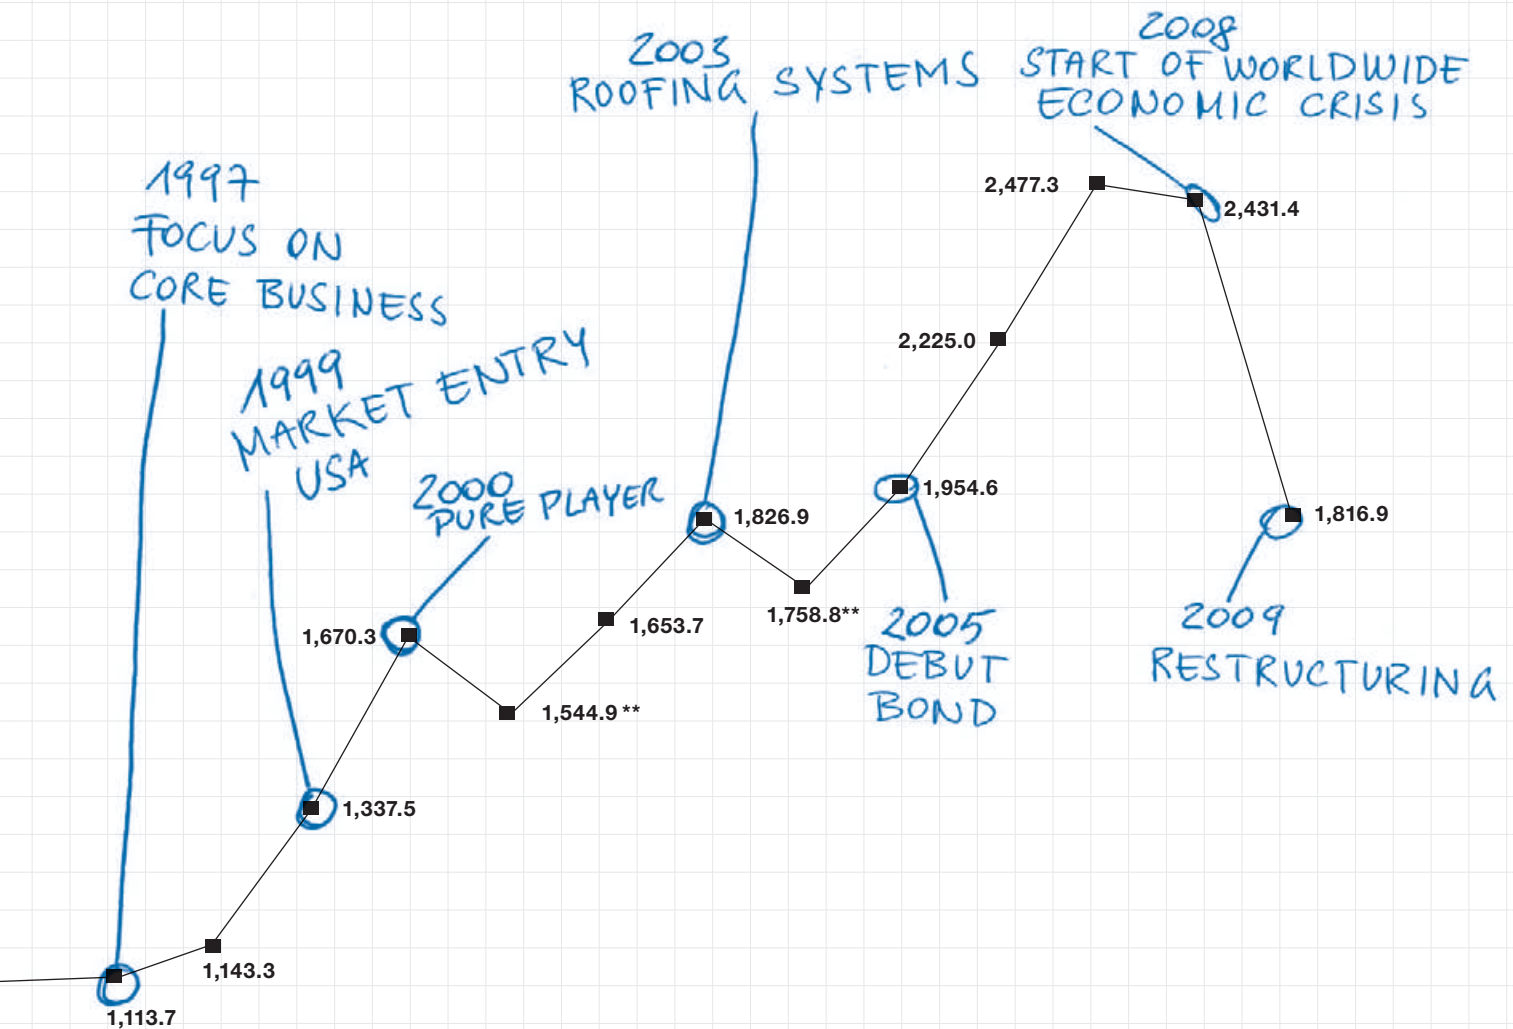 2003
ROOFING SYSTEMS
2008
START OF WORLDWIDE
ECONOMIC CRISIS
1997
FOCUS ON
CORE BUSINESS
1999
MARKET ENTRY
USA
2000
PURE PLAYER
2,477.3
2,431.4
2,225.0
1,954.6
1,826.9
1,816.9
1,758.8**
1,670.3
1,653.7
2005
DEBUT
BOND
2009
RESTRUCTURING
1,544.9 **
1,337.5
1,143.3
1,113.7